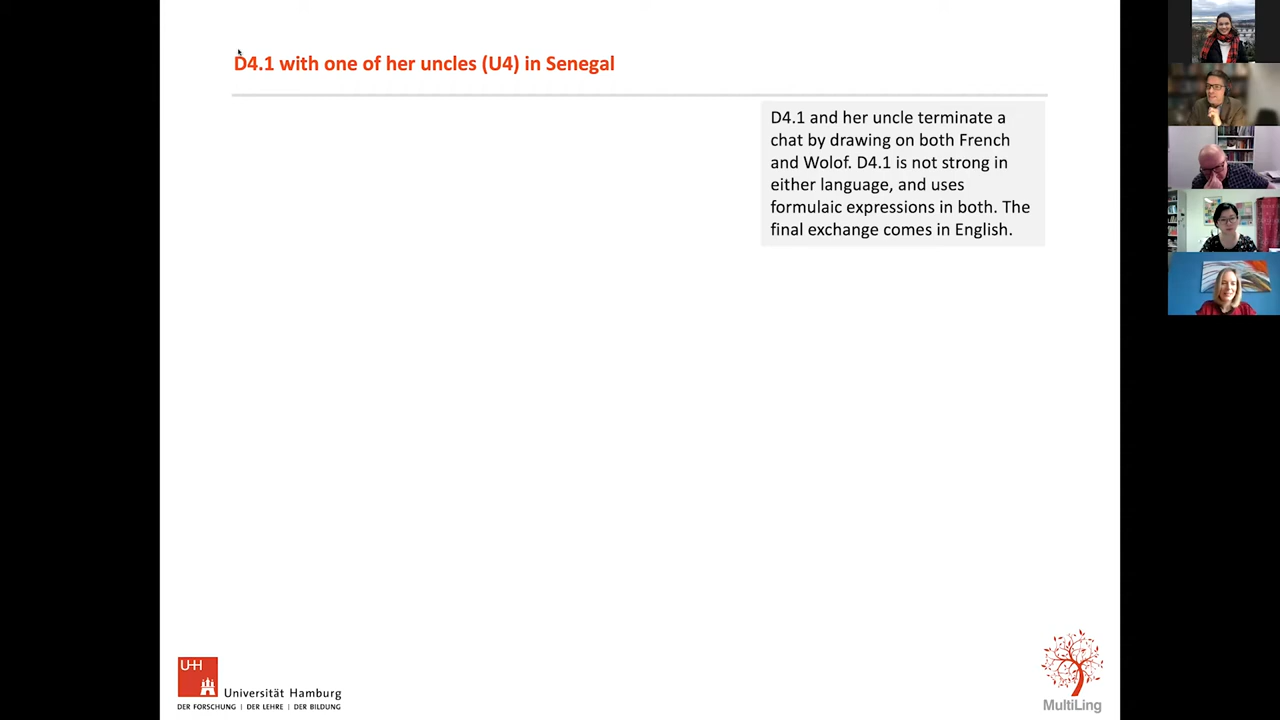 D4.1 with one of her uncles (U4) in Senegal
D4.1 and her uncle terminate a
chat by drawing on both French
and Wolof. D4.1 is not strong in
either language, and uses
formulaic expressions in both. The
final exchange comes in English.
UH
Universität Hamburg
DER FORSCHUNG | DER LEHRE | DER BILDUNG
MultiLing